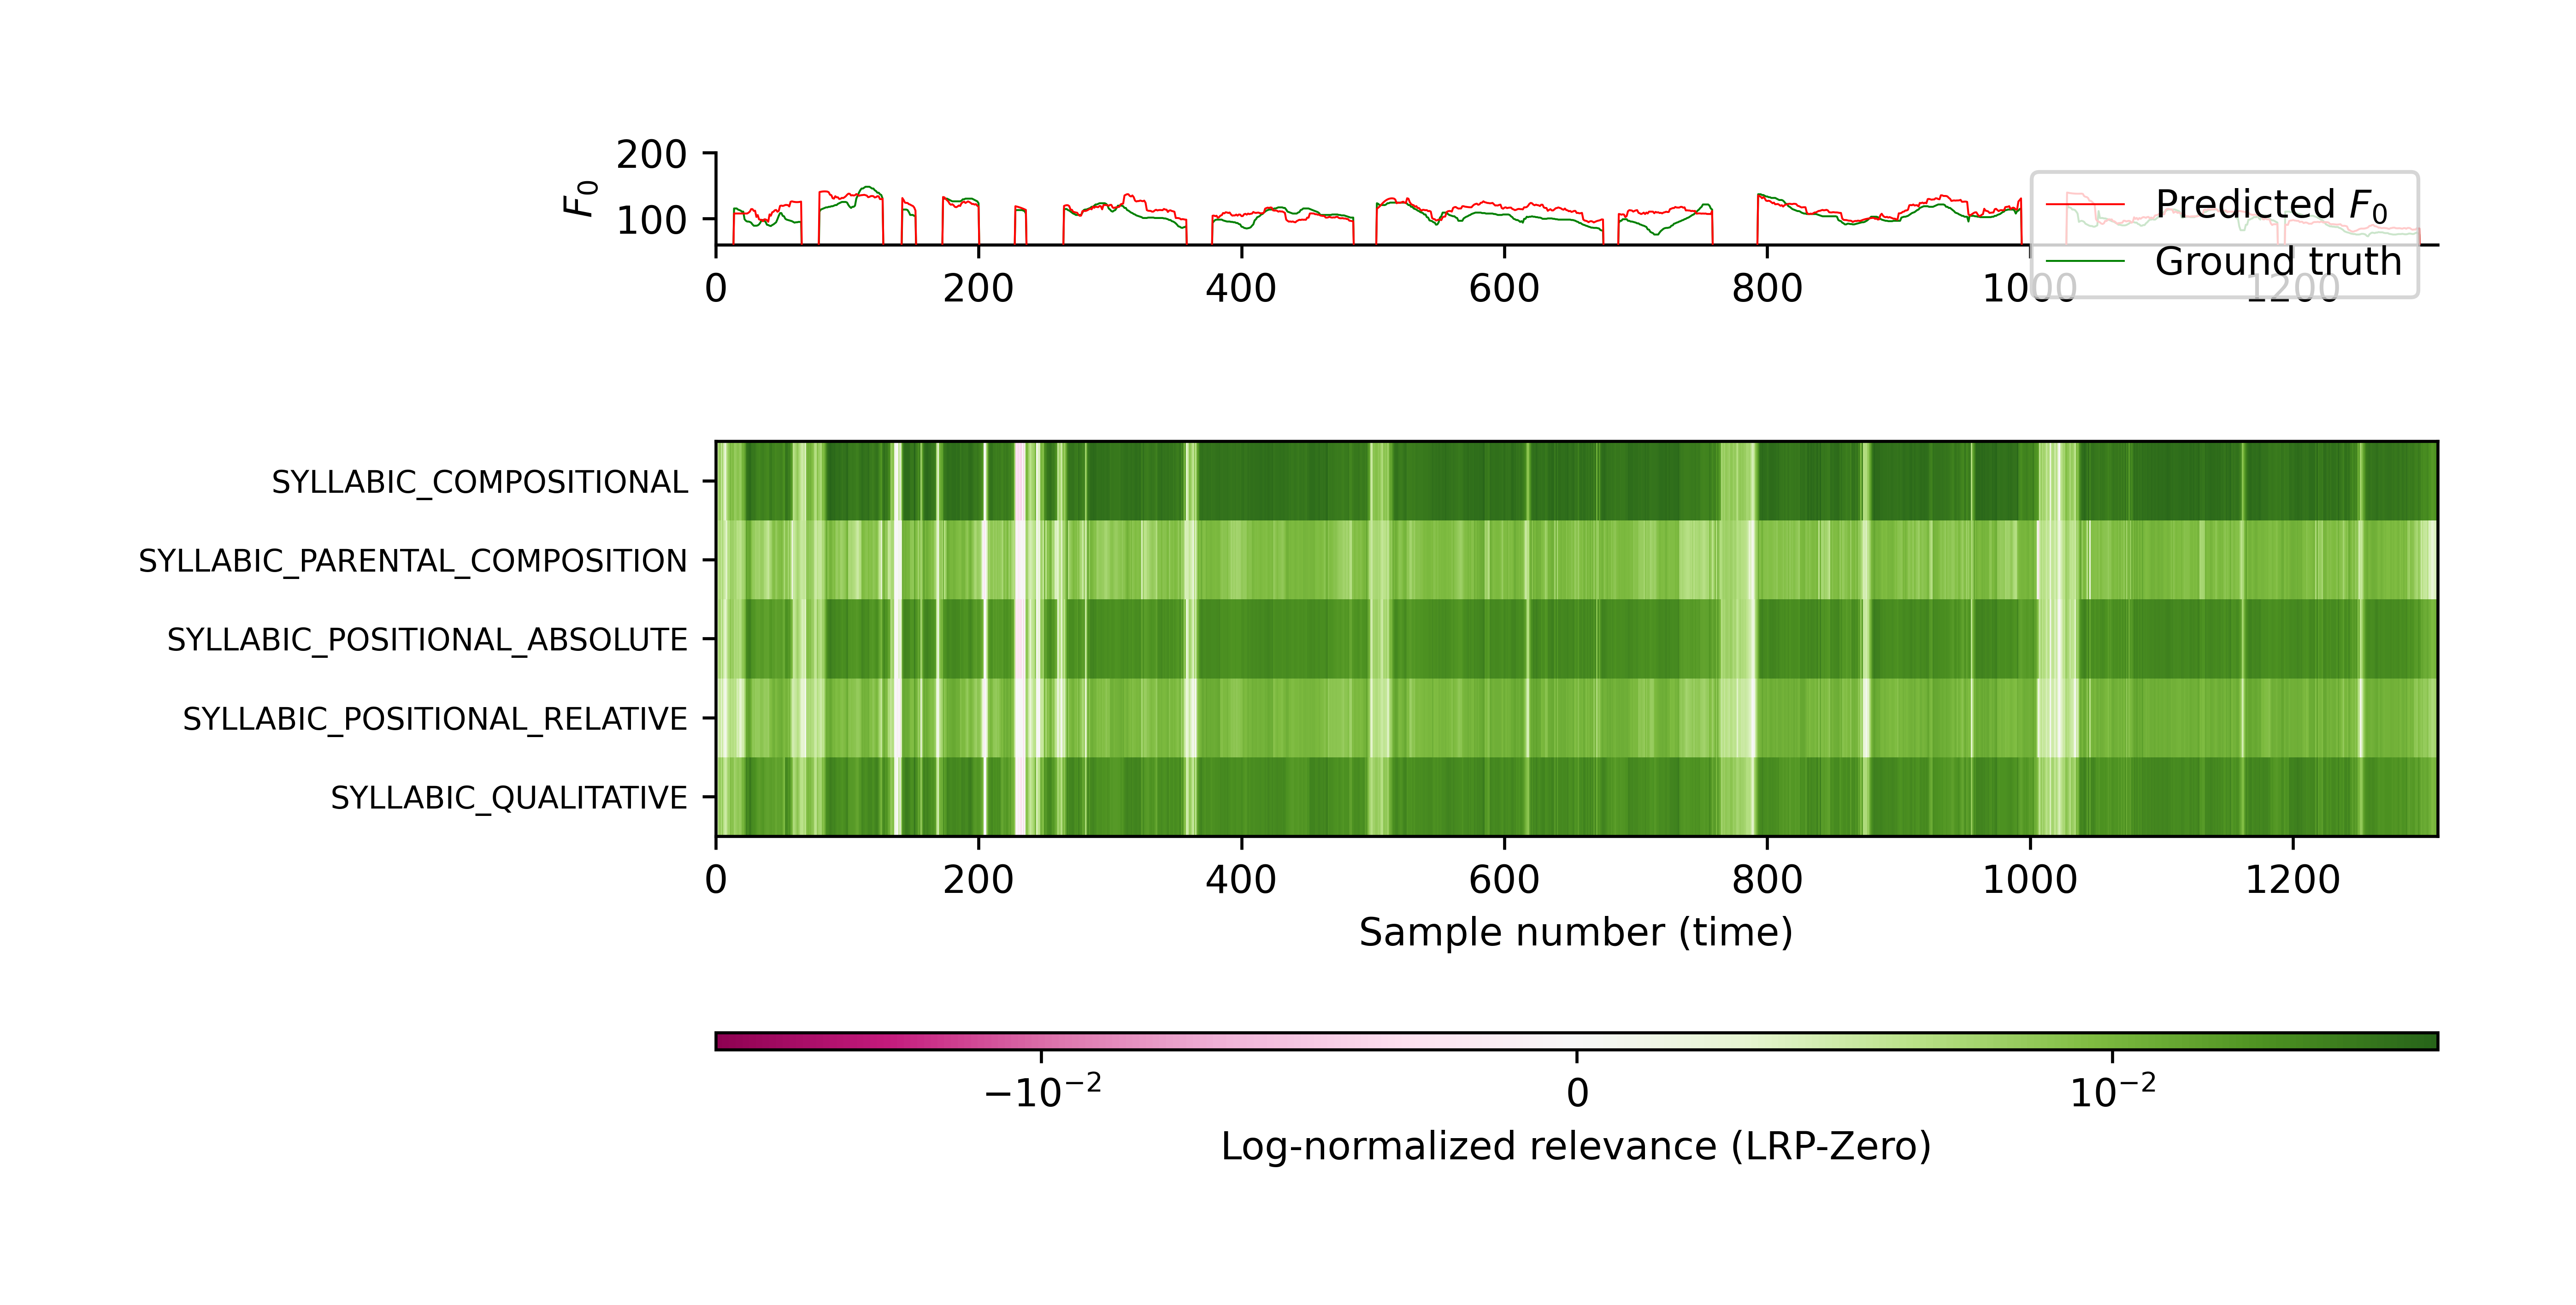 200
F₀
100
Predicted F₀
Ground truth
0 200 400 600 800 1000 1200
SYLLABIC_COMPOSITIONAL
SYLLABIC_PARENTAL_COMPOSITION
SYLLABIC_POSITIONAL_ABSOLUTE
SYLLABIC_POSITIONAL_RELATIVE
SYLLABIC_QUALITATIVE
0 200 400 600 800 1000 1200
Sample number (time)
−10⁻² 0 10⁻²
Log-normalized relevance (LRP-Zero)